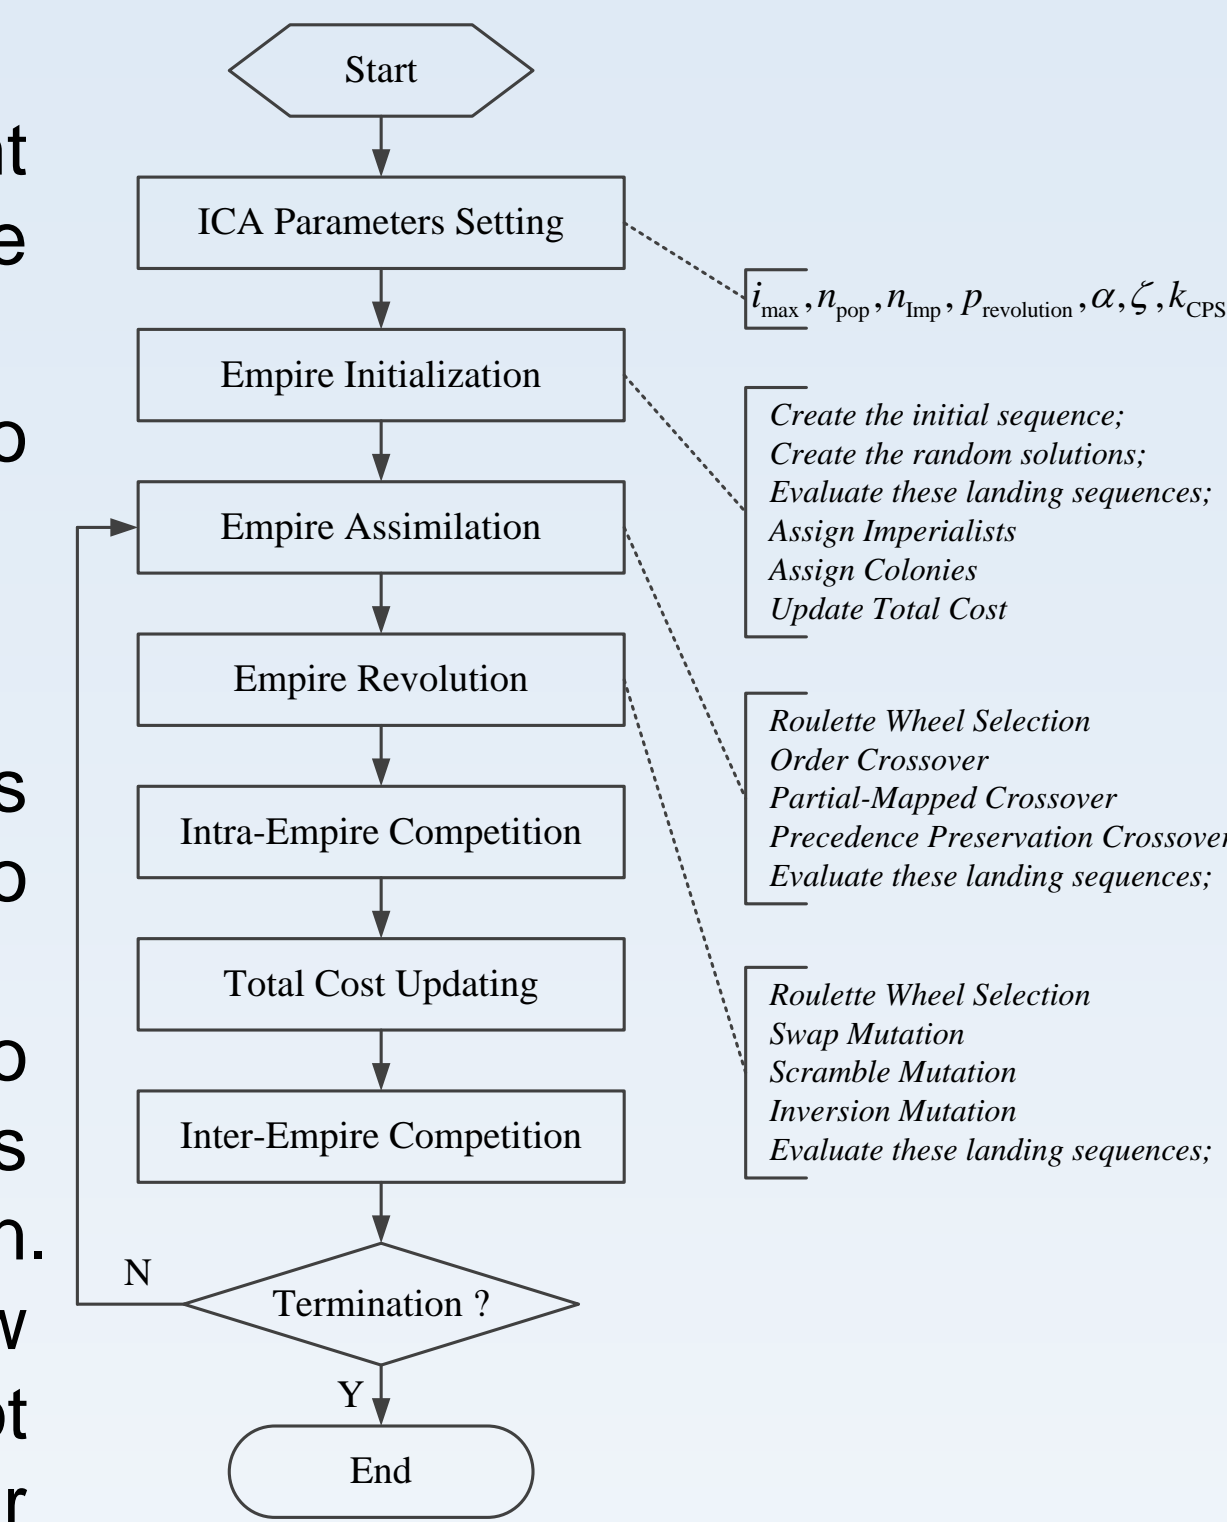 nt
e
o
s
o
o
s
n.
w
ot
r
Start
ICA Parameters Setting
i_max, n_pop, n_Imp, p_revolution, α, ζ, k_CPS
Empire Initialization
Create the initial sequence;
Create the random solutions;
Evaluate these landing sequences;
Assign Imperialists
Assign Colonies
Update Total Cost
Empire Assimilation
Roulette Wheel Selection
Order Crossover
Partial-Mapped Crossover
Precedence Preservation Crossover
Evaluate these landing sequences;
Empire Revolution
Roulette Wheel Selection
Swap Mutation
Scramble Mutation
Inversion Mutation
Evaluate these landing sequences;
Intra-Empire Competition
Total Cost Updating
Inter-Empire Competition
Termination ?
N
Y
End